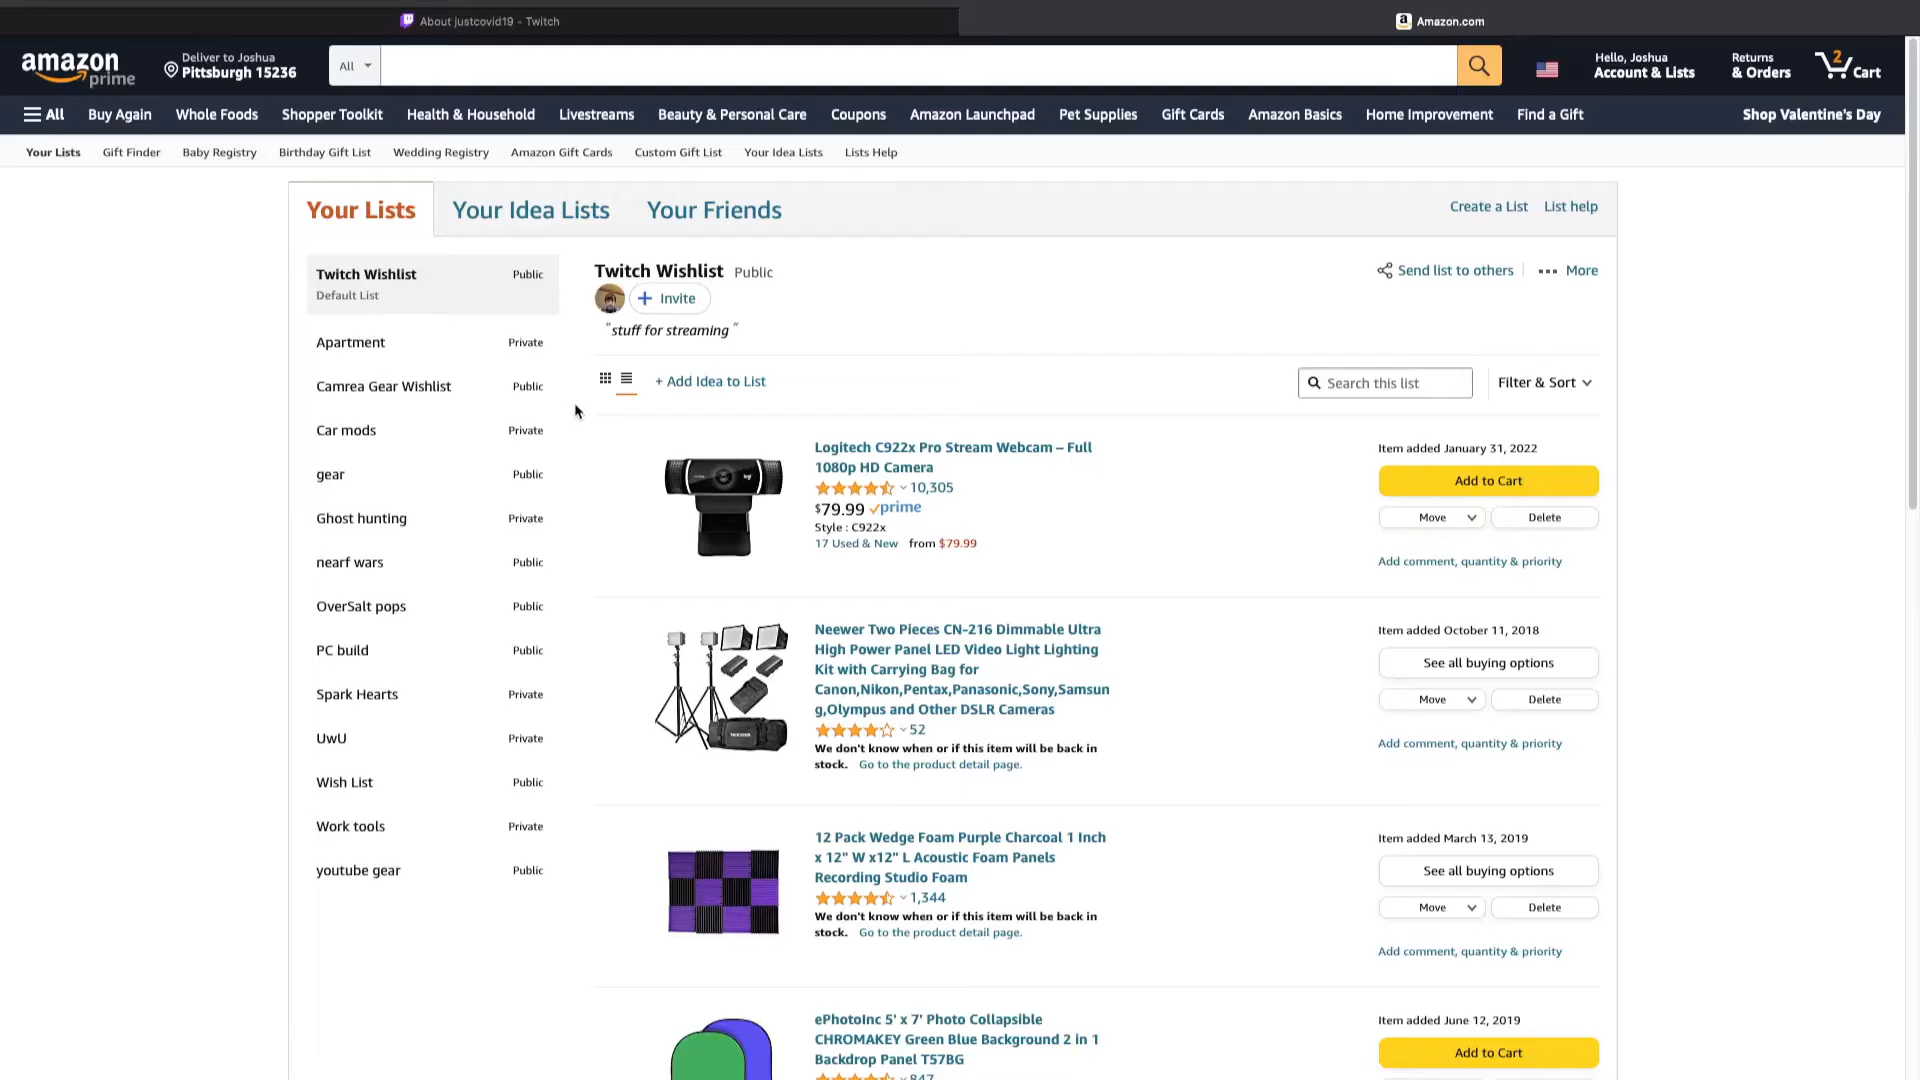 About justcovid19 - Twitch
Amazon.com
amazon prime
Deliver to Joshua
Pittsburgh 15236
All
Hello, Joshua
Account & Lists
Returns
& Orders
2
Cart
All
Buy Again
Whole Foods
Shopper Toolkit
Health & Household
Livestreams
Beauty & Personal Care
Coupons
Amazon Launchpad
Pet Supplies
Gift Cards
Amazon Basics
Home Improvement
Find a Gift
Shop Valentine's Day
Your Lists
Gift Finder
Baby Registry
Birthday Gift List
Wedding Registry
Amazon Gift Cards
Custom Gift List
Your Idea Lists
Lists Help
Your Lists
Your Idea Lists
Your Friends
Create a List
List help
Twitch Wishlist Public
Default List
Apartment Private
Camrea Gear Wishlist Public
Car mods Private
gear Public
Ghost hunting Private
nearf wars Public
OverSalt pops Public
PC build Public
Spark Hearts Private
UwU Private
Wish List Public
Work tools Private
youtube gear Public
Twitch Wishlist Public
Send list to others
More
+ Invite
"stuff for streaming"
+ Add Idea to List
Search this list
Filter & Sort
Logitech C922x Pro Stream Webcam – Full
1080p HD Camera
10,305
$79.99 prime
Style : C922x
17 Used & New from $79.99
Item added January 31, 2022
Add to Cart
Move
Delete
Add comment, quantity & priority
Neewer Two Pieces CN-216 Dimmable Ultra
High Power Panel LED Video Light Lighting
Kit with Carrying Bag for
Canon,Nikon,Pentax,Panasonic,Sony,Samsun
g,Olympus and Other DSLR Cameras
52
We don't know when or if this item will be back in
stock. Go to the product detail page.
Item added October 11, 2018
See all buying options
Move
Delete
Add comment, quantity & priority
12 Pack Wedge Foam Purple Charcoal 1 Inch
x 12" W x12" L Acoustic Foam Panels
Recording Studio Foam
1,344
We don't know when or if this item will be back in
stock. Go to the product detail page.
Item added March 13, 2019
See all buying options
Move
Delete
Add comment, quantity & priority
ePhotoInc 5' x 7' Photo Collapsible
CHROMAKEY Green Blue Background 2 in 1
Backdrop Panel T57BG
847
Item added June 12, 2019
Add to Cart